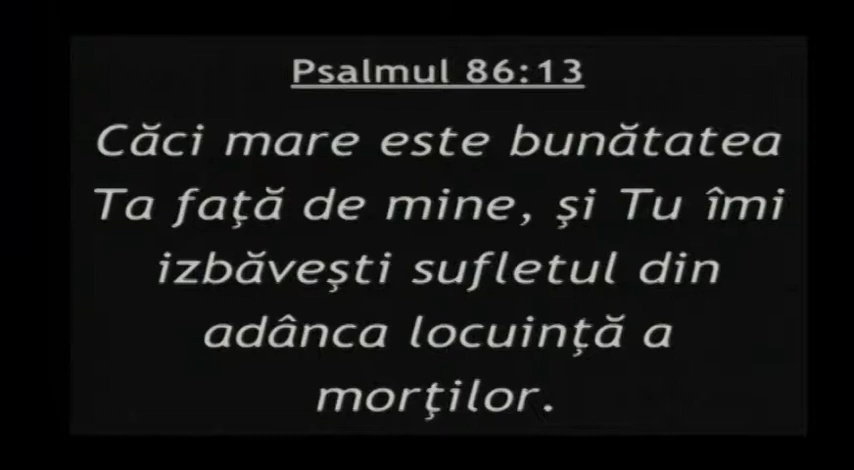 Psalmul 86:13
Căci mare este bunătatea
Ta faţă de mine, şi Tu îmi
izbăveşti sufletul din
adânca locuinţă a
morţilor.